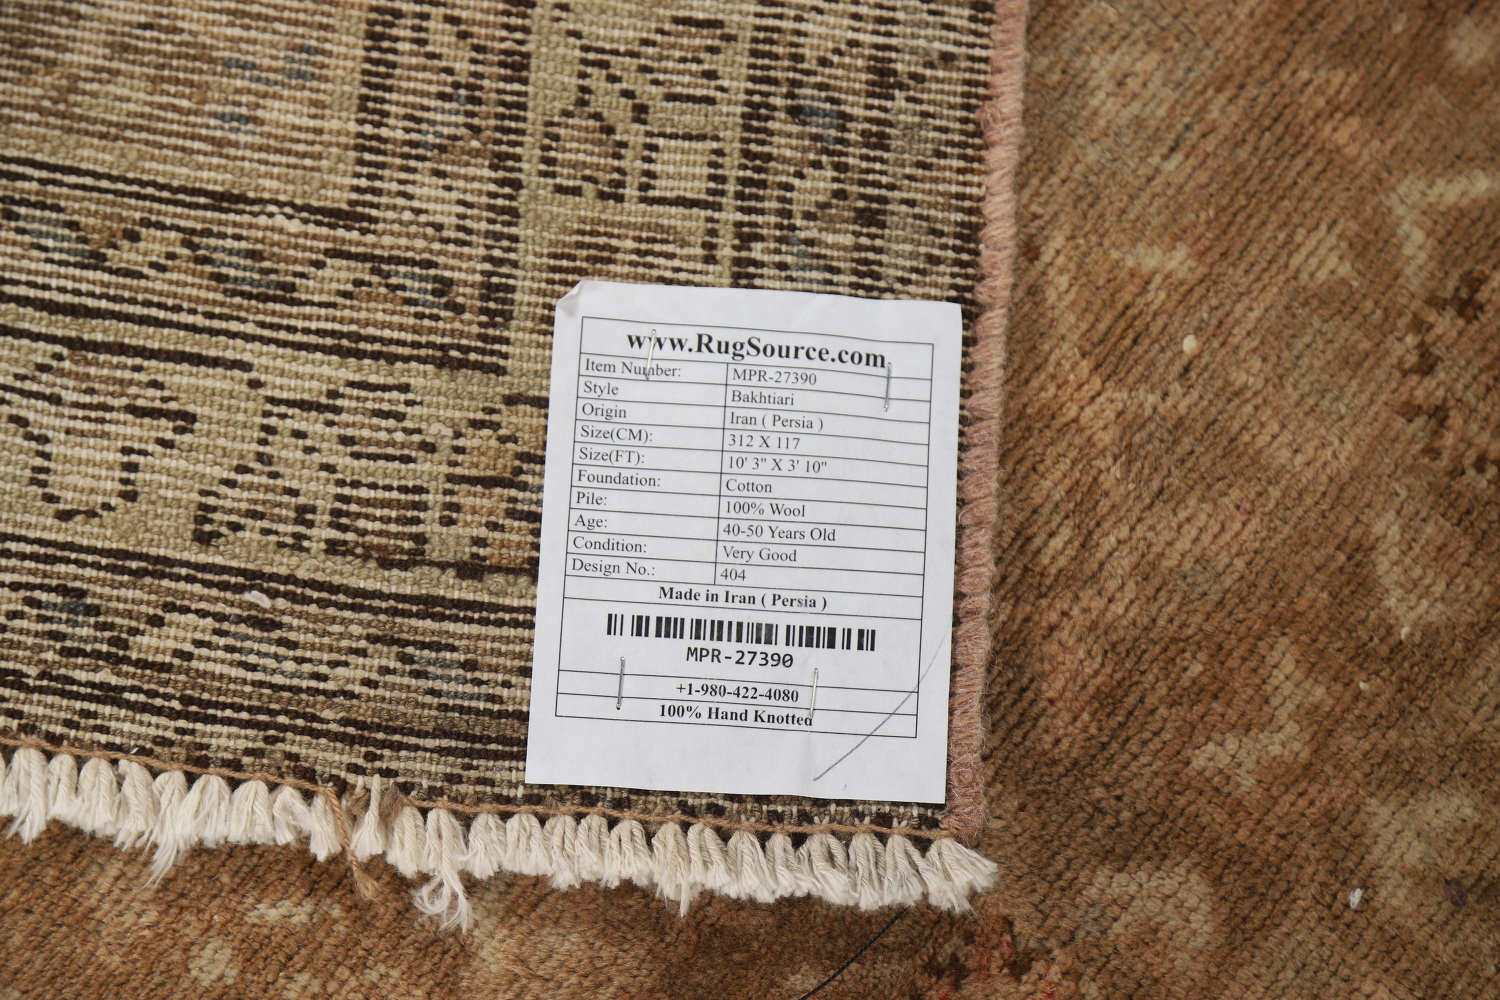 www.RugSource.com
Item Number: MPR-27390
Style Bakhtiari
Origin Iran ( Persia )
Size(CM): 312 X 117
Size(FT): 10' 3" X 3' 10"
Foundation: Cotton
Pile: 100% Wool
Age: 40-50 Years Old
Condition: Very Good
Design No.: 404
Made in Iran ( Persia )
MPR-27390
+1-980-422-4080
100% Hand Knotted